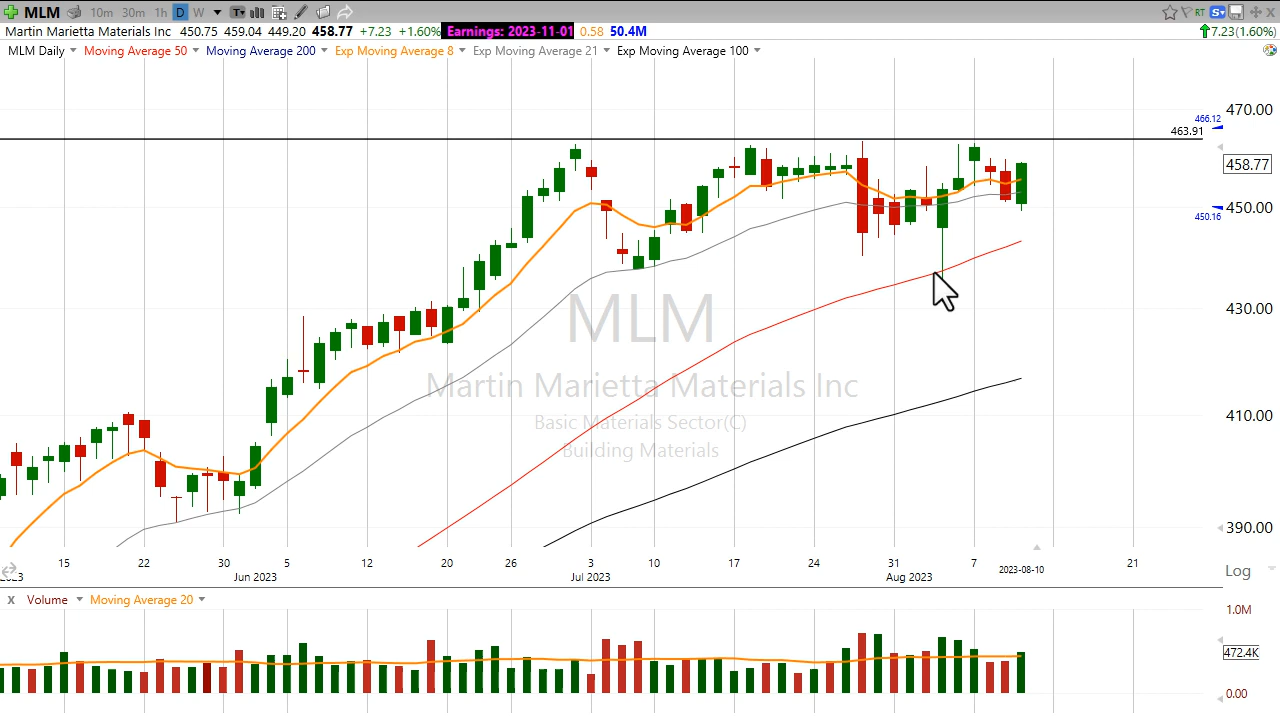 MLM 10m 30m 1h D W T RT S
Martin Marietta Materials Inc 450.75 459.04 449.20 458.77 +7.23 +1.60% Earnings: 2023-11-01 0.58 50.4M 7.23(1.60%)
MLM Daily Moving Average 50 Moving Average 200 Exp Moving Average 8 Exp Moving Average 21 Exp Moving Average 100
470.00
466.12
463.91
458.77
450.00
450.16
430.00
410.00
390.00
MLM
Martin Marietta Materials Inc
Basic Materials Sector(C)
Building Materials
15 22 30 5 12 20 26 3 10 17 24 31 7 2023-08-10 21
2023 Jun 2023 Jul 2023 Aug 2023
Log
X Volume Moving Average 20
1.0M
472.4K
0.00